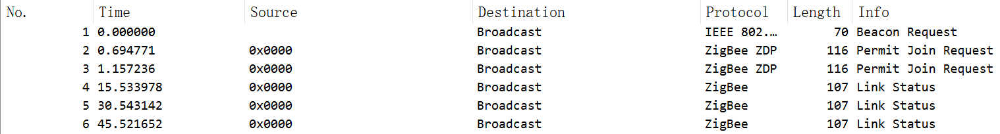 No. Time Source Destination Protocol Length Info
1 0.000000 Broadcast IEEE 802.… 70 Beacon Request
2 0.694771 0x0000 Broadcast ZigBee ZDP 116 Permit Join Request
3 1.157236 0x0000 Broadcast ZigBee ZDP 116 Permit Join Request
4 15.533978 0x0000 Broadcast ZigBee 107 Link Status
5 30.543142 0x0000 Broadcast ZigBee 107 Link Status
6 45.521652 0x0000 Broadcast ZigBee 107 Link Status